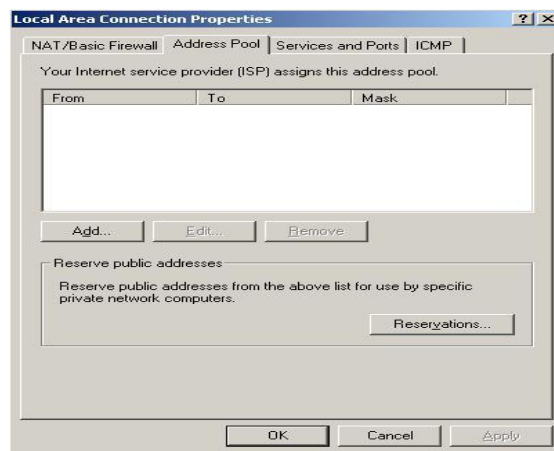 Local Area Connection Properties
NAT/Basic Firewall Address Pool Services and Ports ICMP
Your Internet service provider (ISP) assigns this address pool.
From To Mask
Add... Edit... Remove
Reserve public addresses
Reserve public addresses from the above list for use by specific
private network computers.
Reservations...
OK Cancel Apply